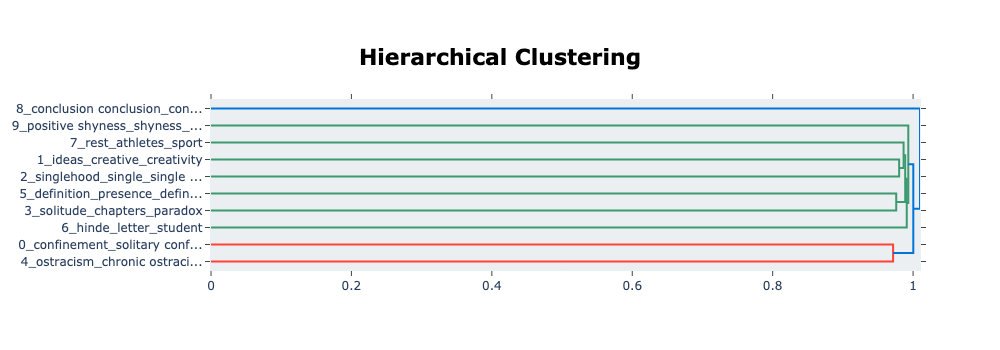 Hierarchical Clustering
8_conclusion conclusion_con...
9_positive shyness_shyness_...
7_rest_athletes_sport
1_ideas_creative_creativity
2_singlehood_single_single ...
5_definition_presence_defin...
3_solitude_chapters_paradox
6_hinde_letter_student
0_confinement_solitary conf...
4_ostracism_chronic ostraci...
0 0.2 0.4 0.6 0.8 1